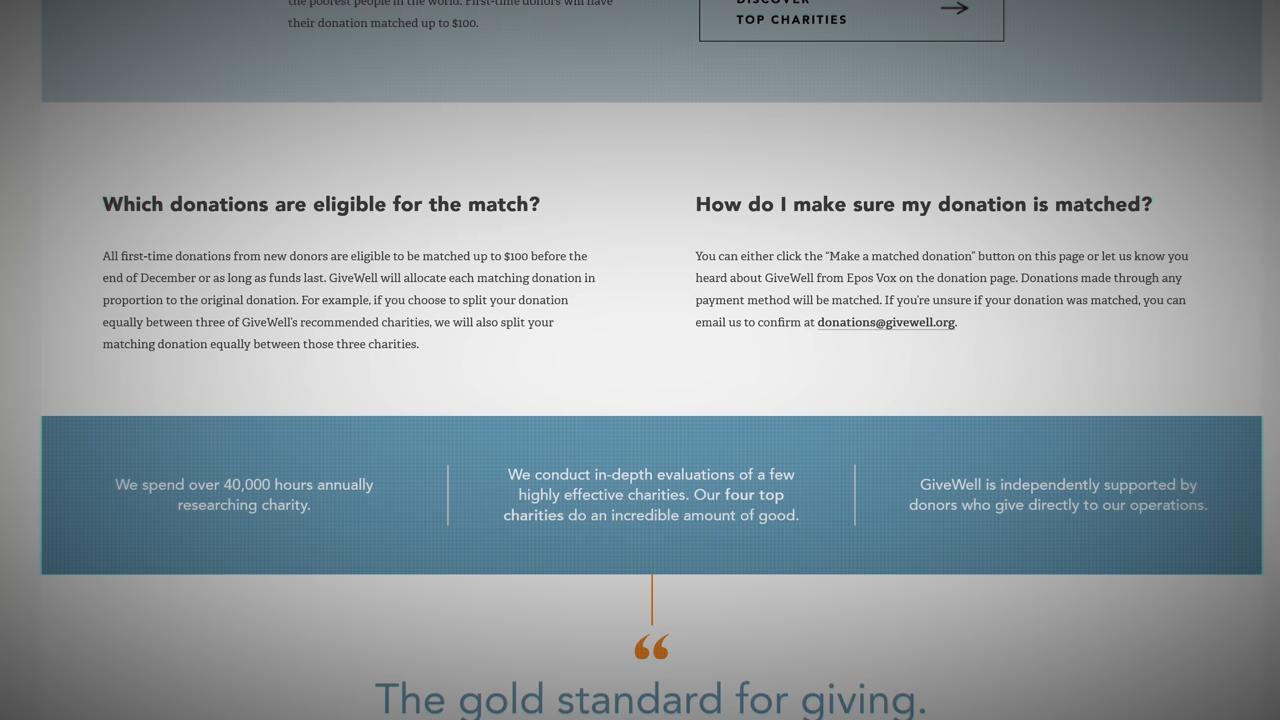 the poorest people in the world. First-time donors will have
their donation matched up to $100.
DISCOVER
TOP CHARITIES
Which donations are eligible for the match?
All first-time donations from new donors are eligible to be matched up to $100 before the
end of December or as long as funds last. GiveWell will allocate each matching donation in
proportion to the original donation. For example, if you choose to split your donation
equally between three of GiveWell's recommended charities, we will also split your
matching donation equally between those three charities.
How do I make sure my donation is matched?
You can either click the "Make a matched donation" button on this page or let us know you
heard about GiveWell from Epos Vox on the donation page. Donations made through any
payment method will be matched. If you're unsure if your donation was matched, you can
email us to confirm at donations@givewell.org.
We spend over 40,000 hours annually
researching charity.
We conduct in-depth evaluations of a few
highly effective charities. Our four top
charities do an incredible amount of good.
GiveWell is independently supported by
donors who give directly to our operations.
“
The gold standard for giving.